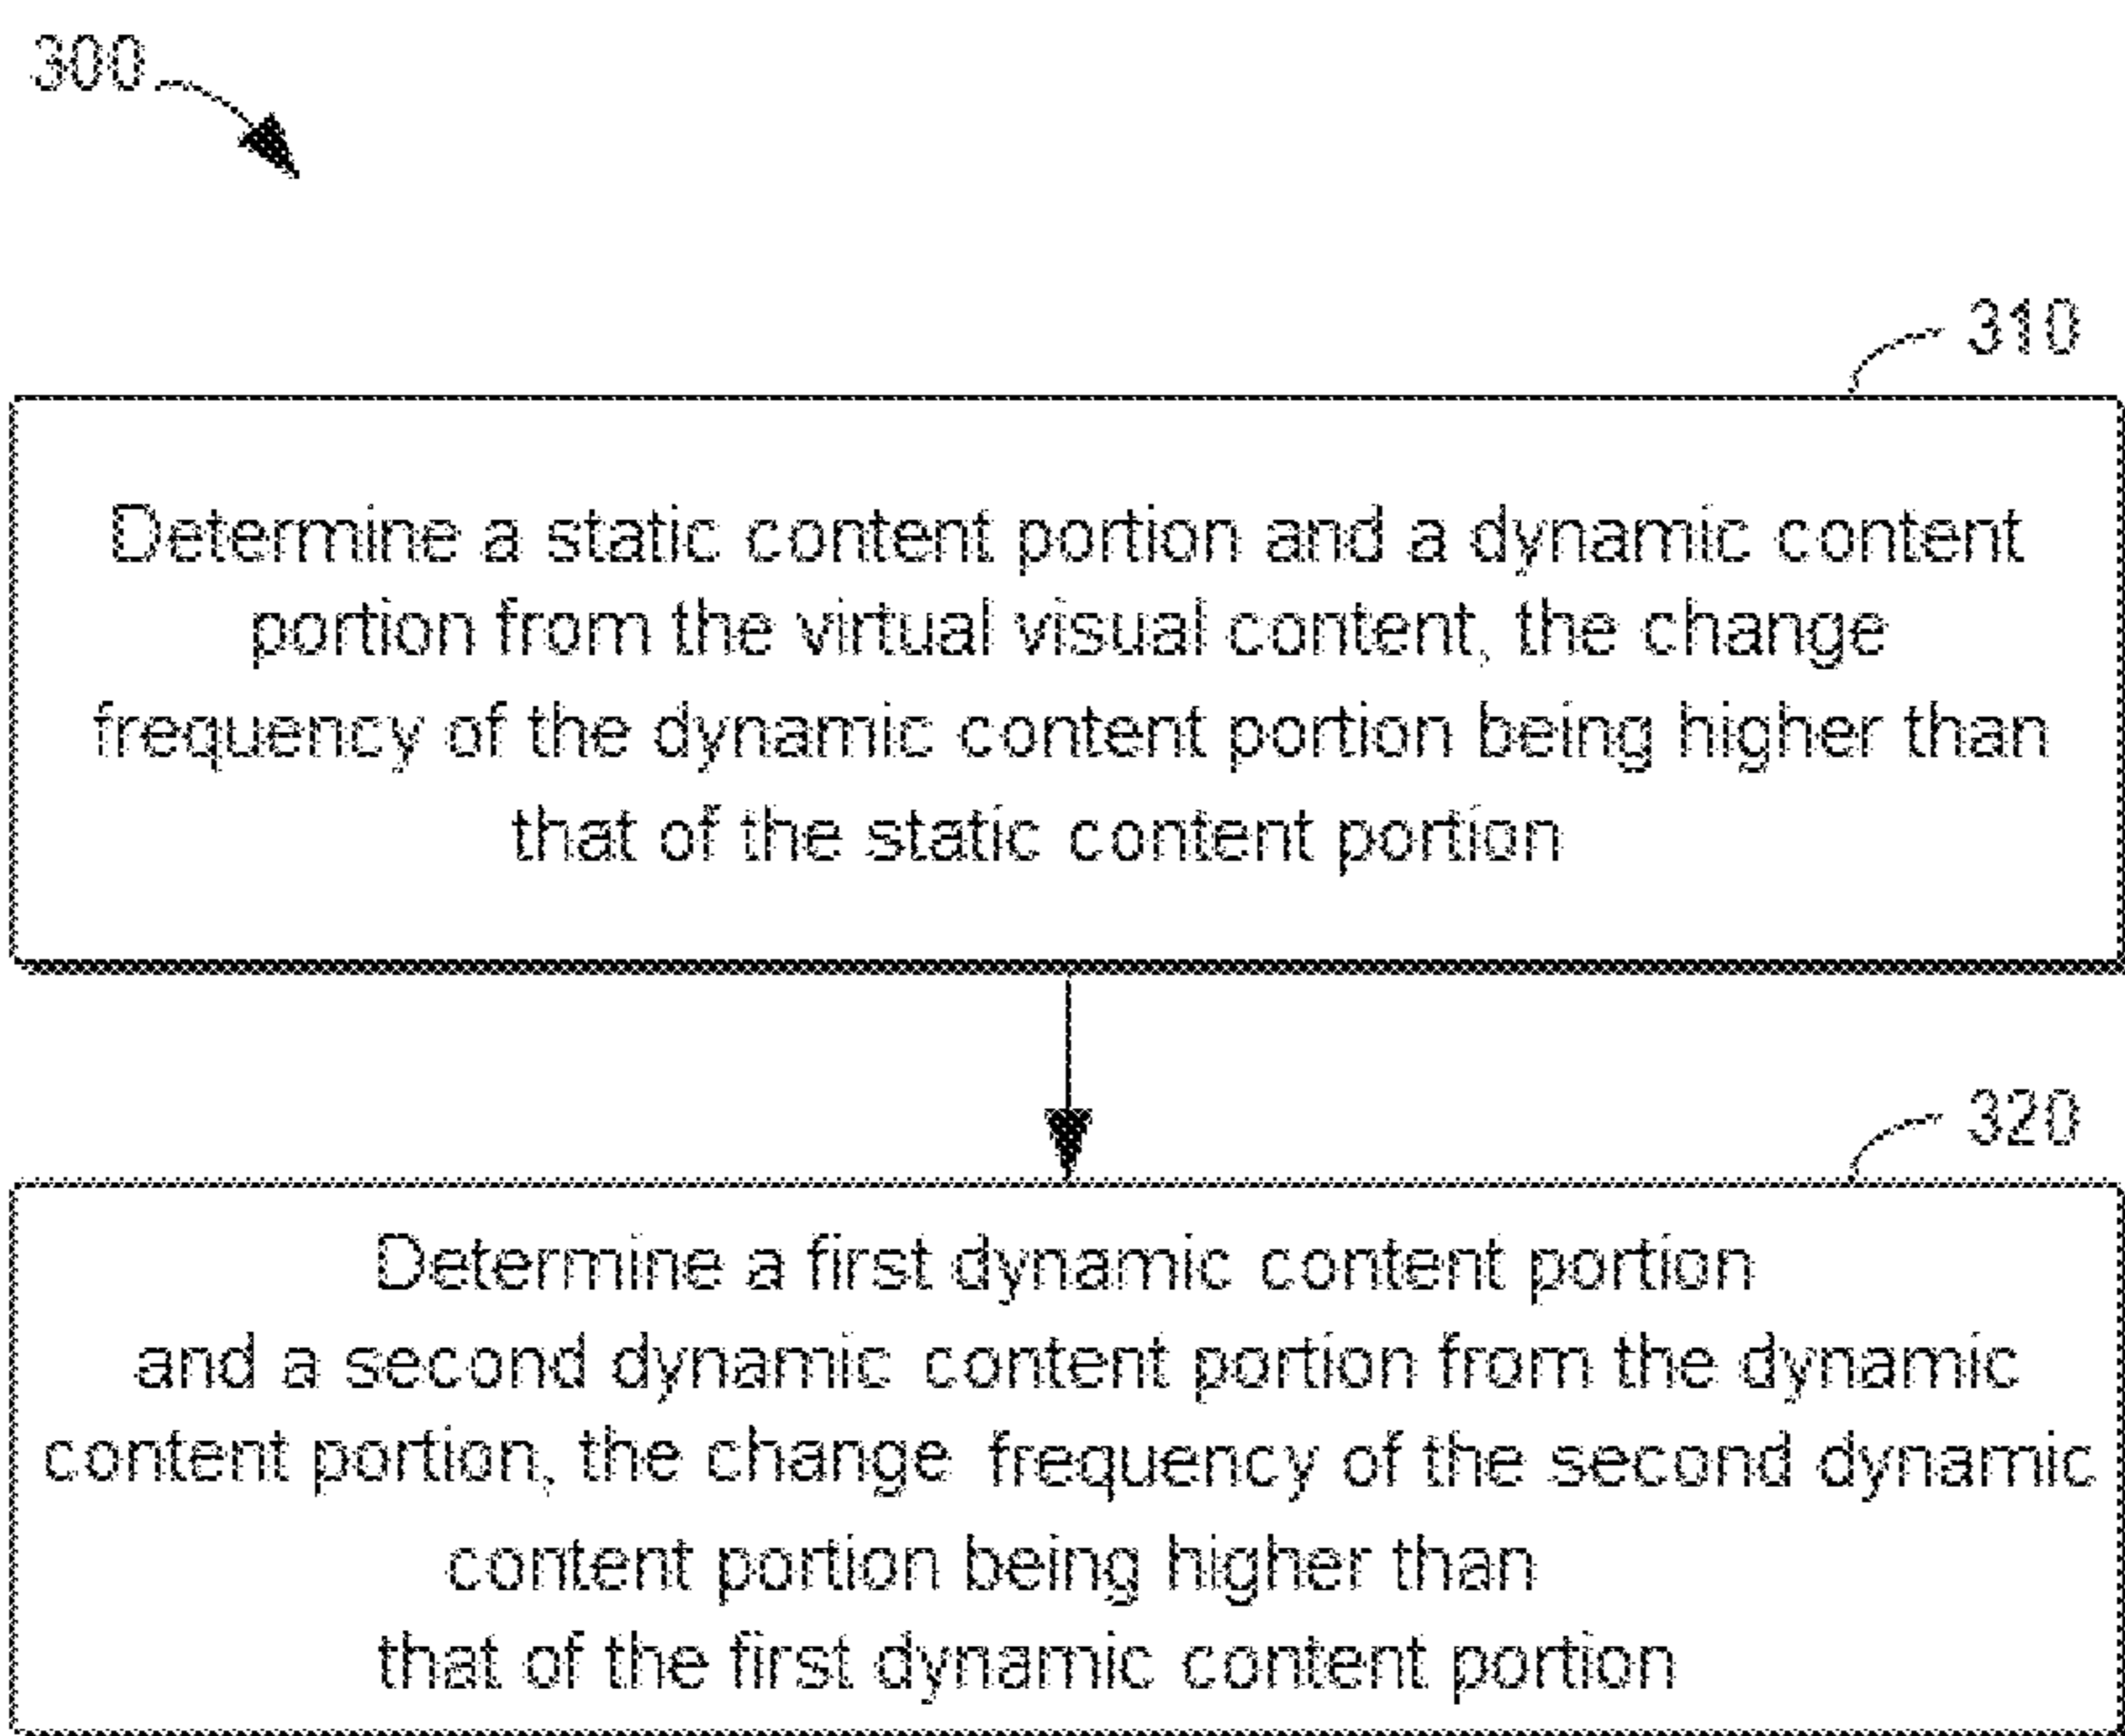 300
310
Determine a static content portion and a dynamic content
portion from the virtual visual content, the change
frequency of the dynamic content portion being higher than
that of the static content portion
320
Determine a first dynamic content portion
and a second dynamic content portion from the dynamic
content portion, the change frequency of the second dynamic
content portion being higher than
that of the first dynamic content portion